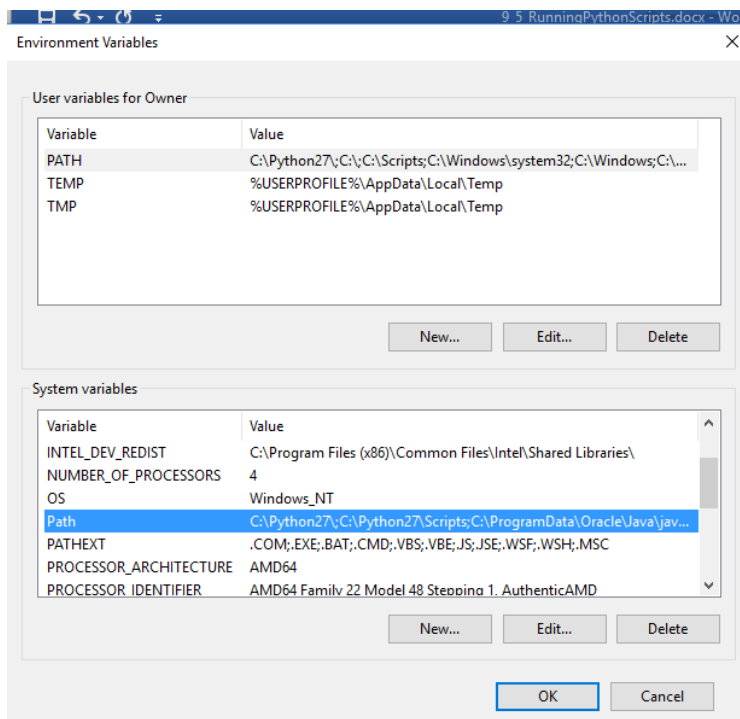 9 5 RunningPythonScripts.docx - Wo
Environment Variables
User variables for Owner
Variable Value
PATH C:\Python27\;C:\;C:\Scripts;C:\Windows\system32;C:\Windows;C:\...
TEMP %USERPROFILE%\AppData\Local\Temp
TMP %USERPROFILE%\AppData\Local\Temp
New... Edit... Delete
System variables
Variable Value
INTEL_DEV_REDIST C:\Program Files (x86)\Common Files\Intel\Shared Libraries\
NUMBER_OF_PROCESSORS 4
OS Windows_NT
Path C:\Python27\;C:\Python27\Scripts;C:\ProgramData\Oracle\Java\jav...
PATHEXT .COM;.EXE;.BAT;.CMD;.VBS;.VBE;.JS;.JSE;.WSF;.WSH;.MSC
PROCESSOR_ARCHITECTURE AMD64
PROCESSOR IDENTIFIER AMD64 Family 22 Model 48 Stepping 1. AuthenticAMD
New... Edit... Delete
OK Cancel